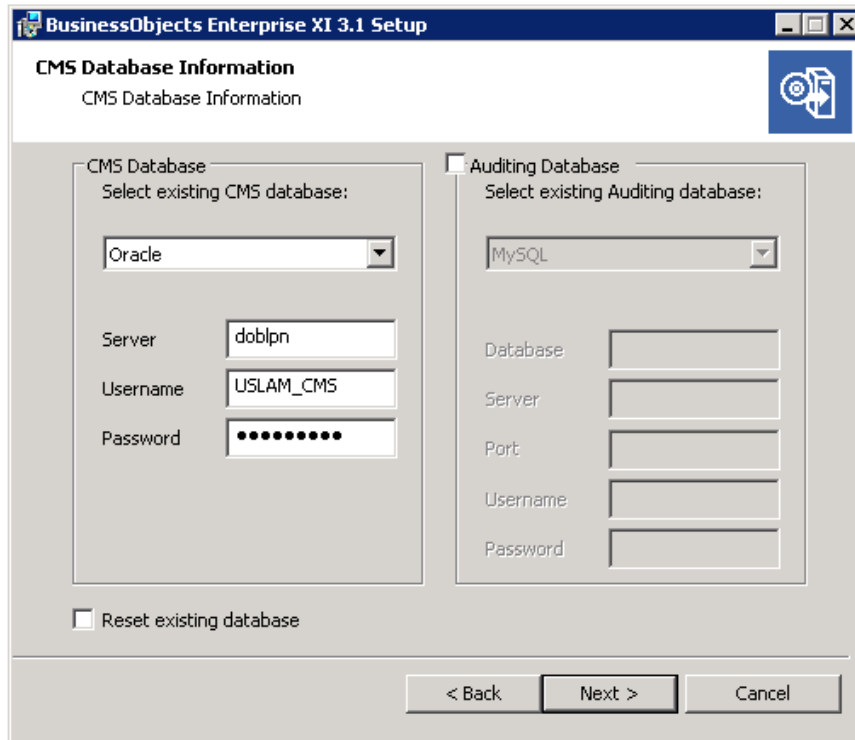 BusinessObjects Enterprise XI 3.1 Setup
CMS Database Information
CMS Database Information
CMS Database
Select existing CMS database:
Oracle
Server
doblpn
Username
USLAM_CMS
Password
●●●●●●●●●
Auditing Database
Select existing Auditing database:
MySQL
Database
Server
Port
Username
Password
Reset existing database
< Back
Next >
Cancel